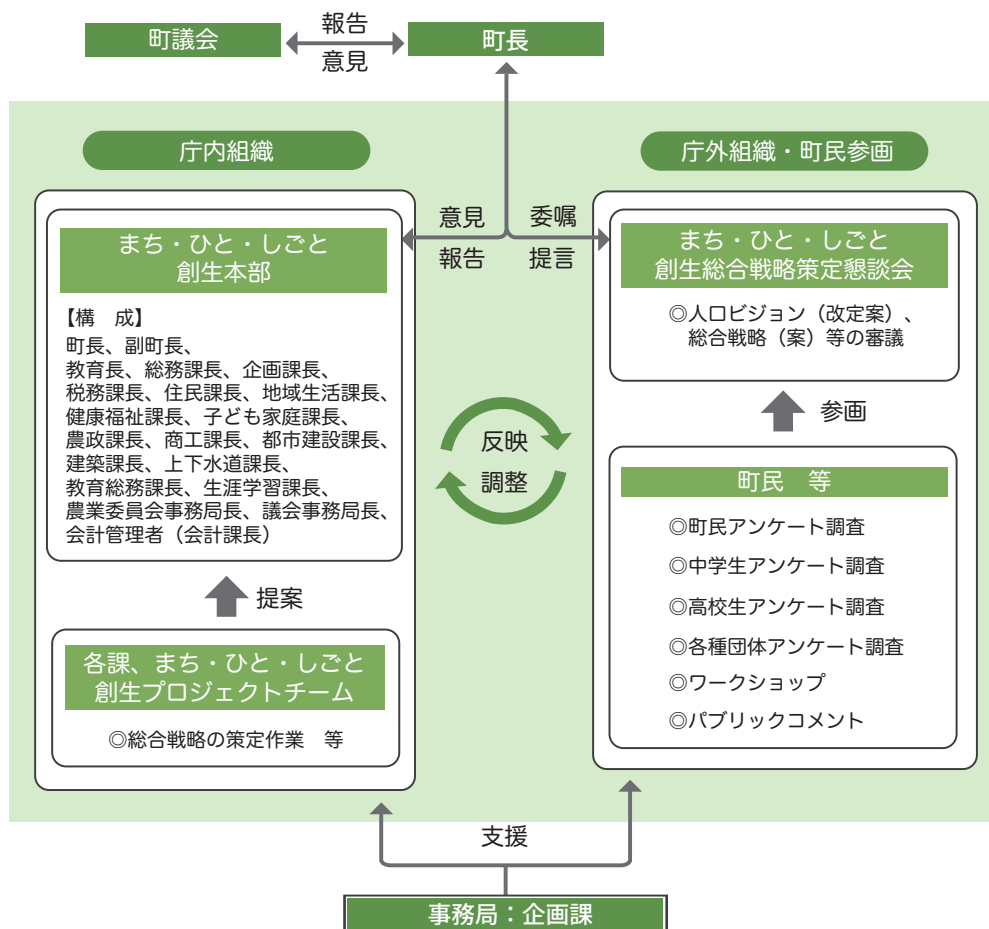 町議会
報告
意見
町長
庁内組織
庁外組織・町民参画
意見
報告
委嘱
提言
まち・ひと・しごと
創生本部
【構　成】
町長、副町長、
教育長、総務課長、企画課長、
税務課長、住民課長、地域生活課長、
健康福祉課長、子ども家庭課長、
農政課長、商工課長、都市建設課長、
建築課長、上下水道課長、
教育総務課長、生涯学習課長、
農業委員会事務局長、議会事務局長、
会計管理者（会計課長）
提案
各課、まち・ひと・しごと
創生プロジェクトチーム
◎総合戦略の策定作業　等
反映
調整
まち・ひと・しごと
創生総合戦略策定懇談会
◎人口ビジョン（改定案）、
総合戦略（案）等の審議
参画
町民　等
◎町民アンケート調査
◎中学生アンケート調査
◎高校生アンケート調査
◎各種団体アンケート調査
◎ワークショップ
◎パブリックコメント
支援
事務局：企画課